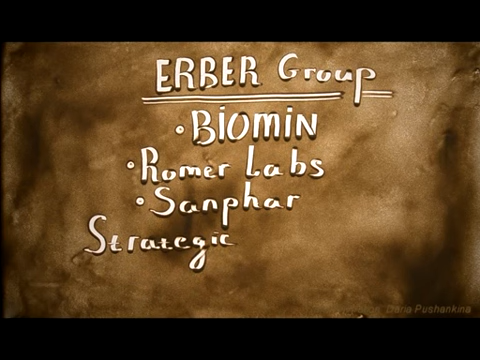 ERBER Group
• BIOMIN
• Romer Labs
• Sanphar
Strategic
Daria Pushankina